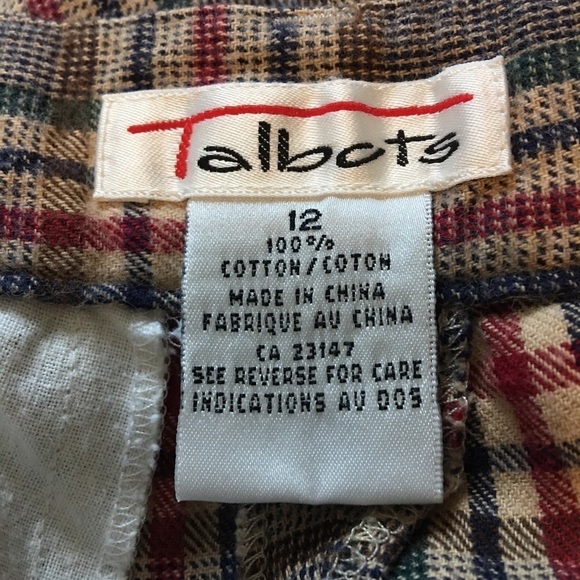 Talbots
12
100%
COTTON/COTON
MADE IN CHINA
FABRIQUE AU CHINA
CA 23147
SEE REVERSE FOR CARE
INDICATIONS AU DOS